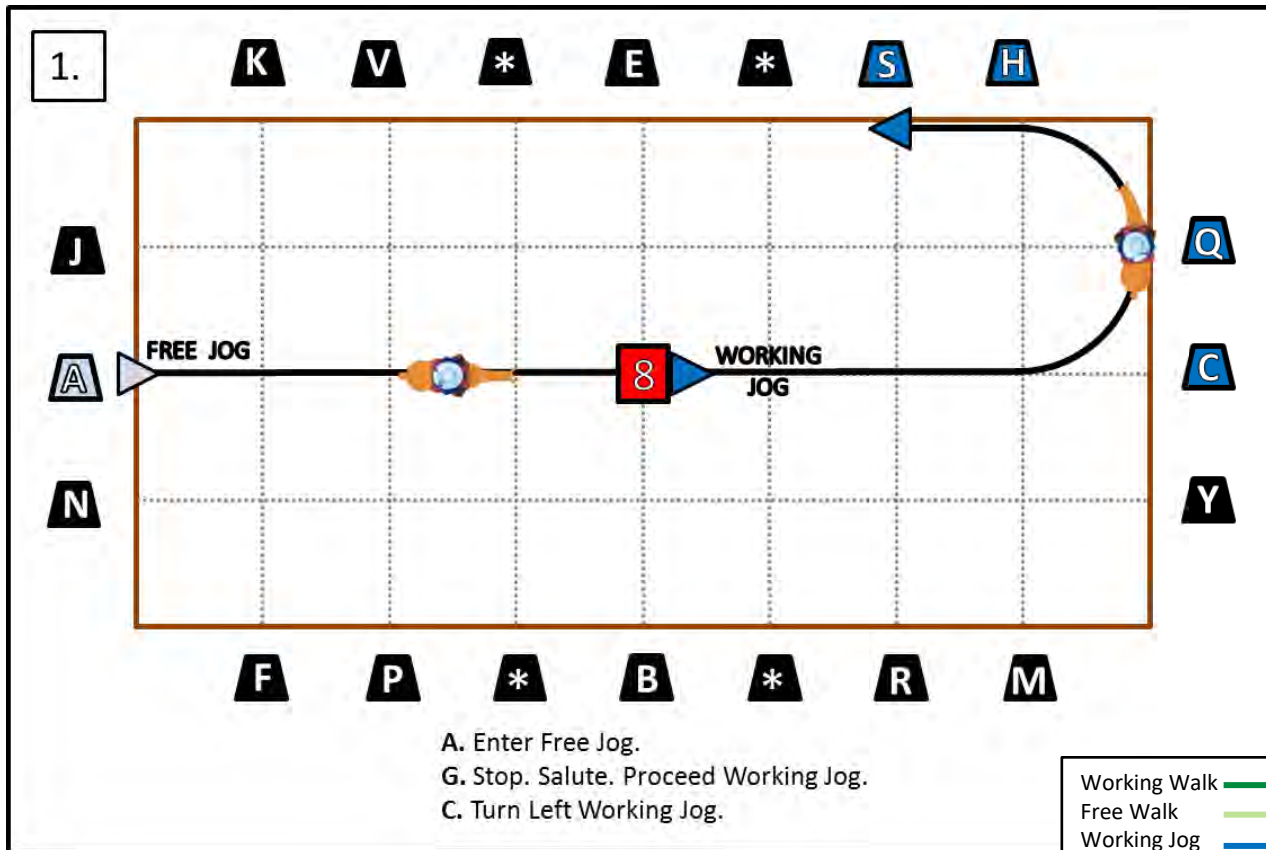 1.
K V * E * S H
J Q
FREE JOG
WORKING
A 8 C
JOG
N Y
F P * B * R M
A. Enter Free Jog.
G. Stop. Salute. Proceed Working Jog.
C. Turn Left Working Jog.
Working Walk
Free Walk
Working Jog